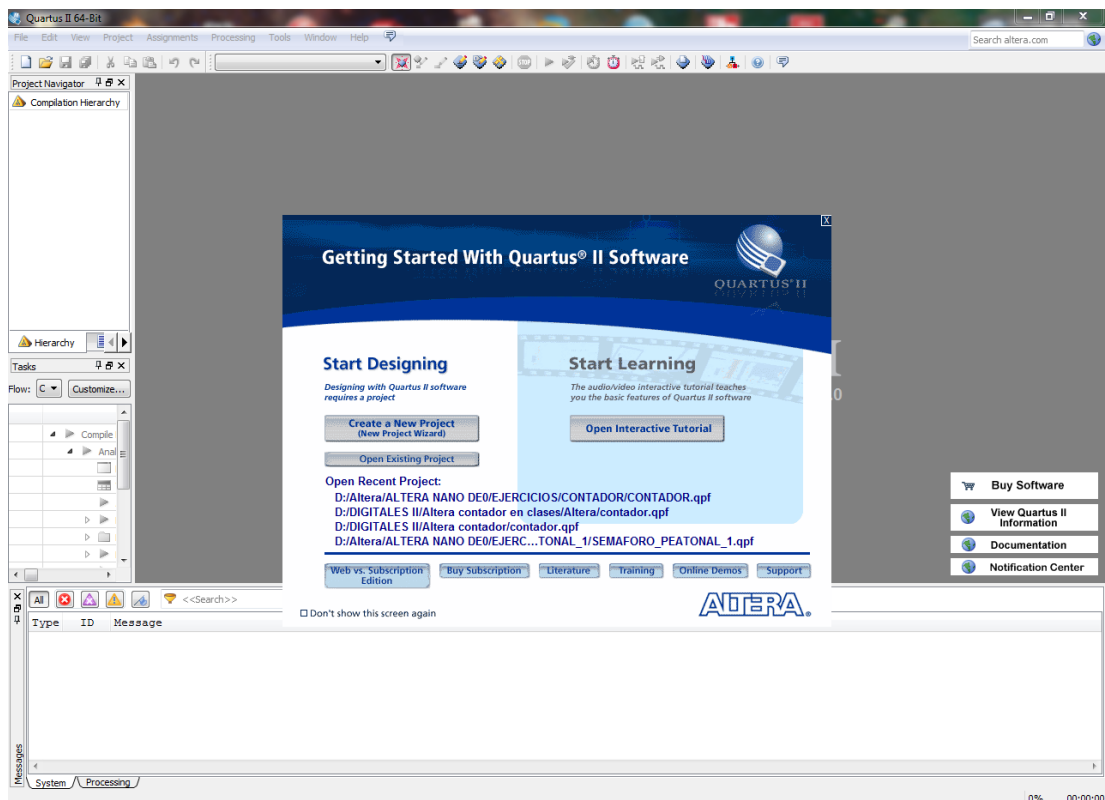 Quartus II 64-Bit
File Edit View Project Assignments Processing Tools Window Help
Search altera.com
Project Navigator
Compilation Hierarchy
Getting Started With Quartus® II Software
QUARTUS® II
Hierarchy
Tasks
Flow: C Customize...
Compile
Anal
Start Designing
Designing with Quartus II software
requires a project
Create a New Project
(New Project Wizard)
Open Existing Project
Start Learning
The audio/video interactive tutorial teaches
you the basic features of Quartus II software
Open Interactive Tutorial
Open Recent Project:
D:/Altera/ALTERA NANO DE0/EJERCICIOS/CONTADOR/CONTADOR.qpf
D:/DIGITALES II/Altera contador en clases/Altera/contador.qpf
D:/DIGITALES II/Altera contador/contador.qpf
D:/Altera/ALTERA NANO DE0/EJERC...TONAL_1/SEMAFORO_PEATONAL_1.qpf
Web vs. Subscription
Edition
Buy Subscription
Literature
Training
Online Demos
Support
Don't show this screen again
ALTERA®
Buy Software
View Quartus II
Information
Documentation
Notification Center
All
<<Search>>
Type ID Message
Messages
System Processing
0% 00:00:00